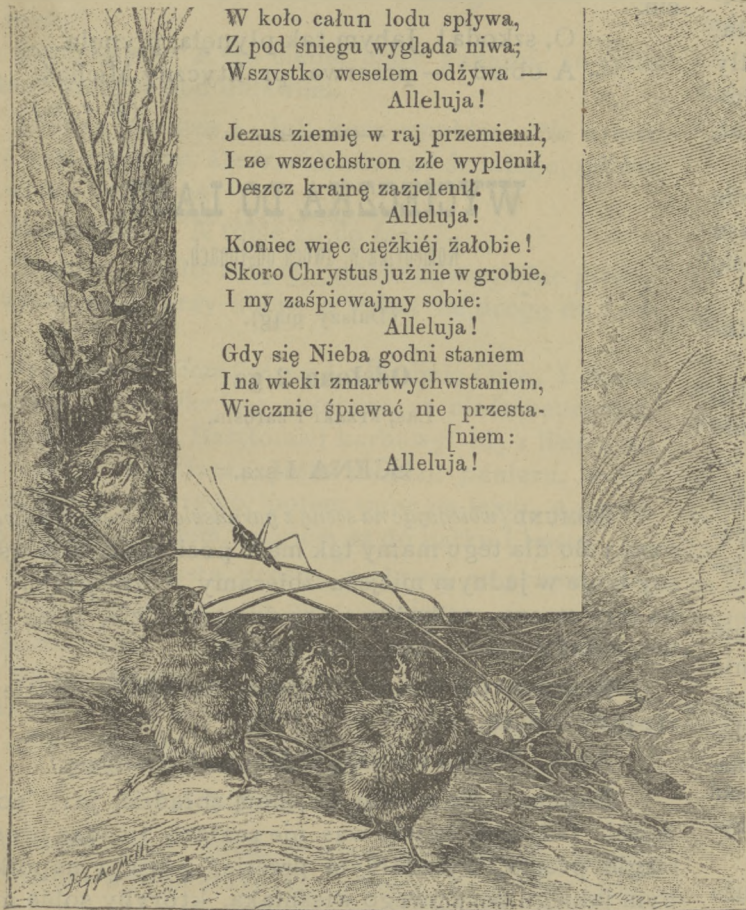 W koło całun lodu spływa,
Z pod śniegu wygląda niwa;
Wszystko weselem odżywa —
Alleluja!
Jezus ziemię w raj przemienił,
I ze wszechstron złe wyplenił,
Deszcz krainę zazielenił.
Alleluja!
Koniec więc ciężkiéj żałobie!
Skoro Chrystus już nie w grobie,
I my zaśpiewajmy sobie:
Alleluja!
Gdy się Nieba godni staniem
I na wieki zmartwychwstaniem,
Wiecznie śpiewać nie przesta-
[niem:
Alleluja!
Giacomelli